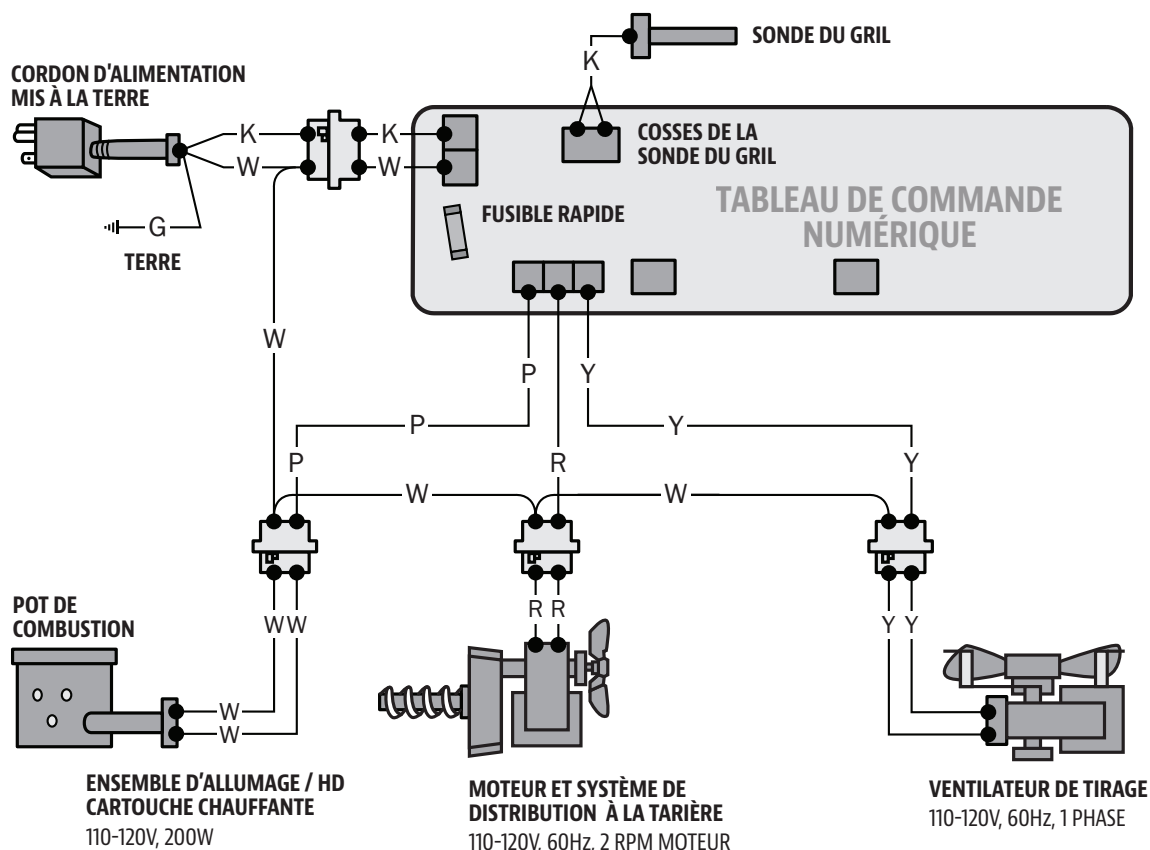 SONDE DU GRIL
K
CORDON D'ALIMENTATION
MIS À LA TERRE
K
K
W
W
COSSES DE LA
SONDE DU GRIL
TABLEAU DE COMMANDE
NUMÉRIQUE
FUSIBLE RAPIDE
G
TERRE
W
P
Y
P
Y
P
R
Y
W
W
POT DE
COMBUSTION
W
W
R
R
Y
Y
W
W
ENSEMBLE D'ALLUMAGE / HD
CARTOUCHE CHAUFFANTE
110-120V, 200W
MOTEUR ET SYSTÈME DE
DISTRIBUTION À LA TARIÈRE
110-120V, 60Hz, 2 RPM MOTEUR
VENTILATEUR DE TIRAGE
110-120V, 60Hz, 1 PHASE